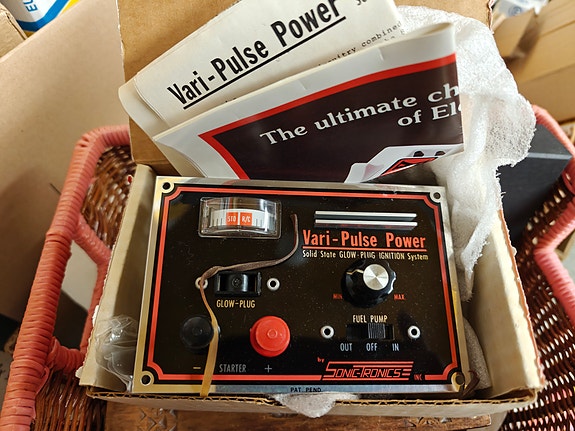 Vari-Pulse Power
combined
The ultimate ch
of El
STD R/C
Vari-Pulse Power
Solid State GLOW-PLUG IGNITION System
GLOW-PLUG
MIN MAX
FUEL PUMP
OUT OFF IN
- STARTER +
by SONIC-TRONICS INC
PAT. PEND.